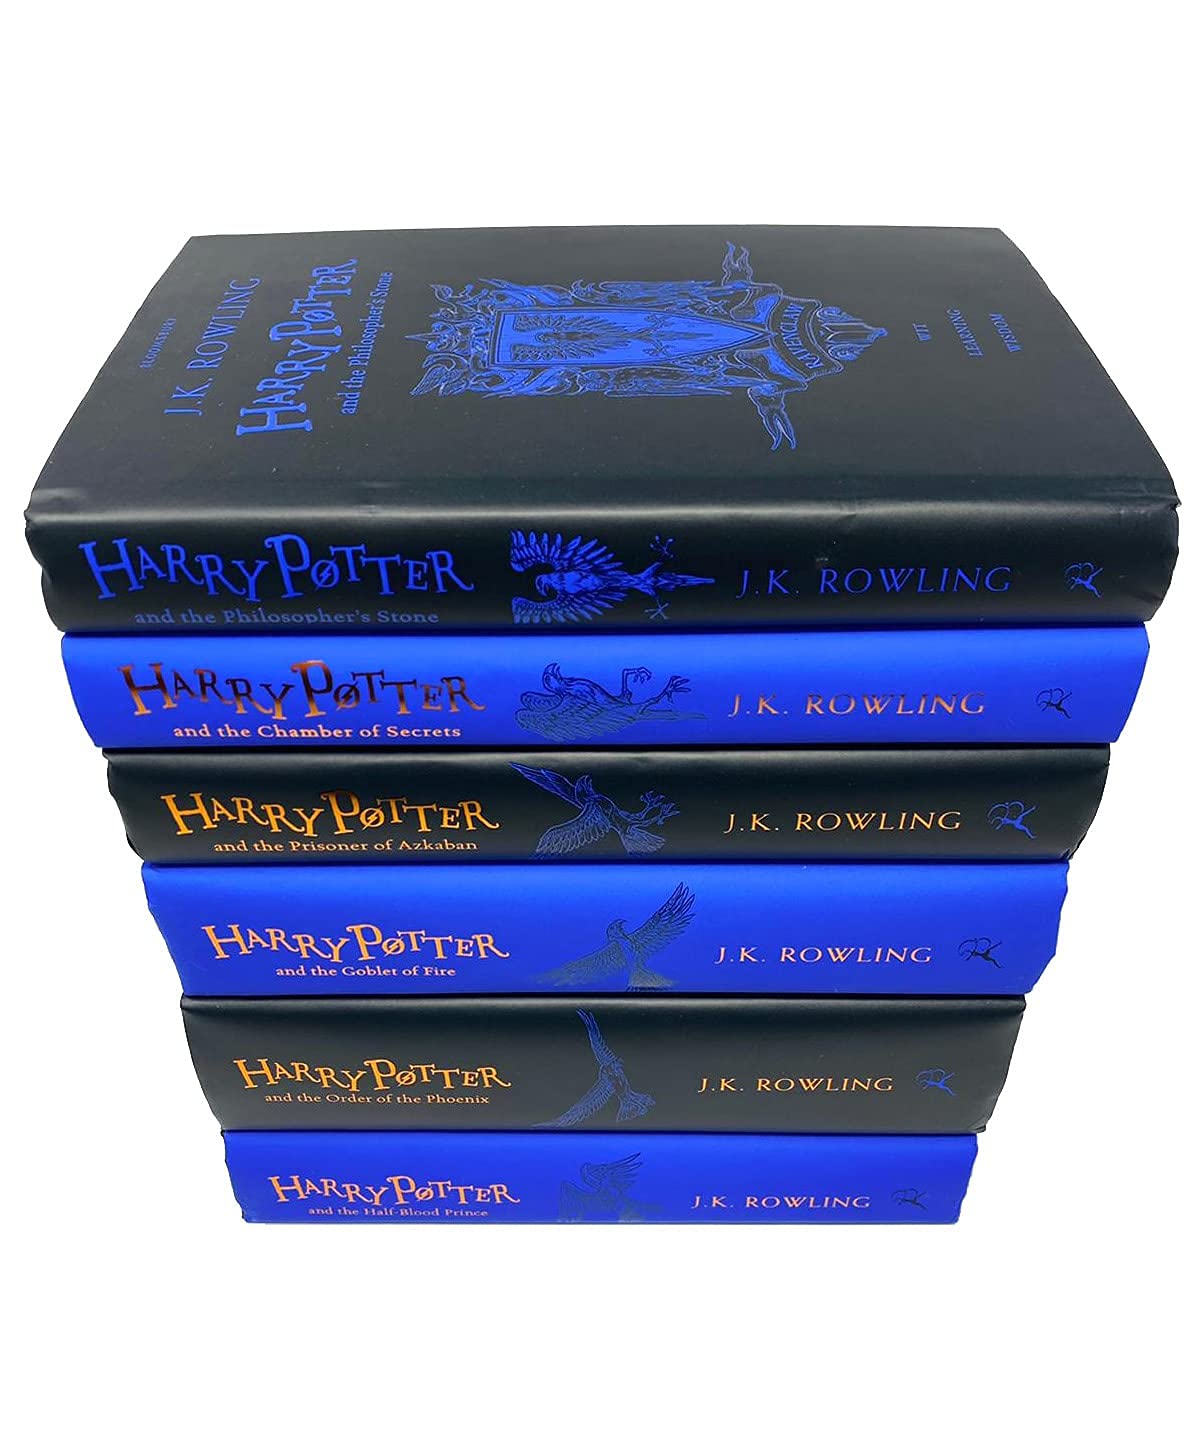 BLOOMSBURY
J.K. ROWLING
HARRY POTTER
and the Philosopher's Stone
RAVENCLAW
WIT
LEARNING
WISDOM
HARRY POTTER
and the Philosopher's Stone
J.K. ROWLING
HARRY POTTER
and the Chamber of Secrets
J.K. ROWLING
HARRY POTTER
and the Prisoner of Azkaban
J.K. ROWLING
HARRY POTTER
and the Goblet of Fire
J.K. ROWLING
HARRY POTTER
and the Order of the Phoenix
J.K. ROWLING
HARRY POTTER
and the Half-Blood Prince
J.K. ROWLING